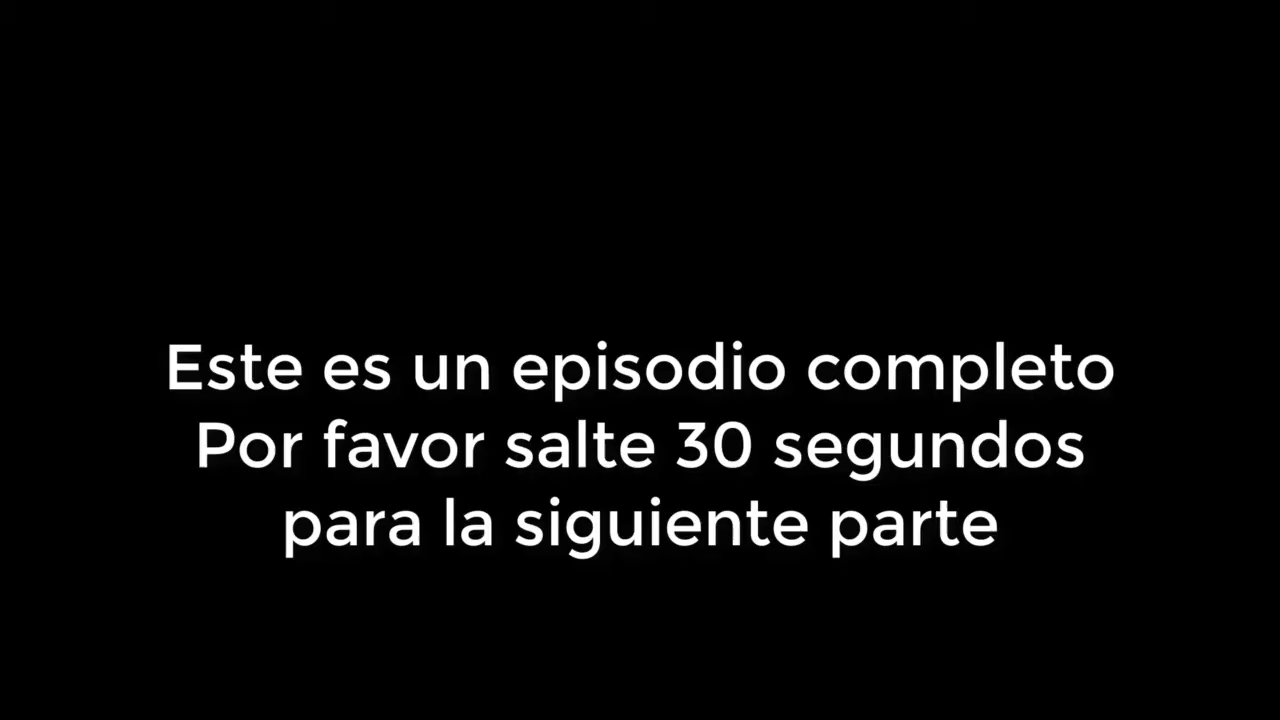 Este es un episodio completo
Por favor salte 30 segundos
para la siguiente parte